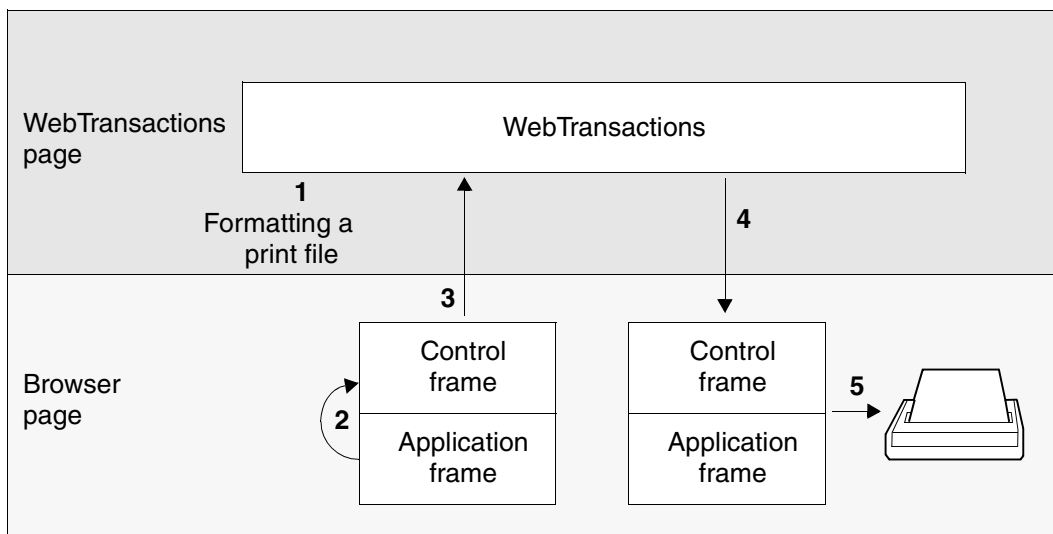 WebTransactions
page
WebTransactions
1
Formatting a
print file
4
3
Browser
page
2
Control
frame
Application
frame
Control
frame
Application
frame
5